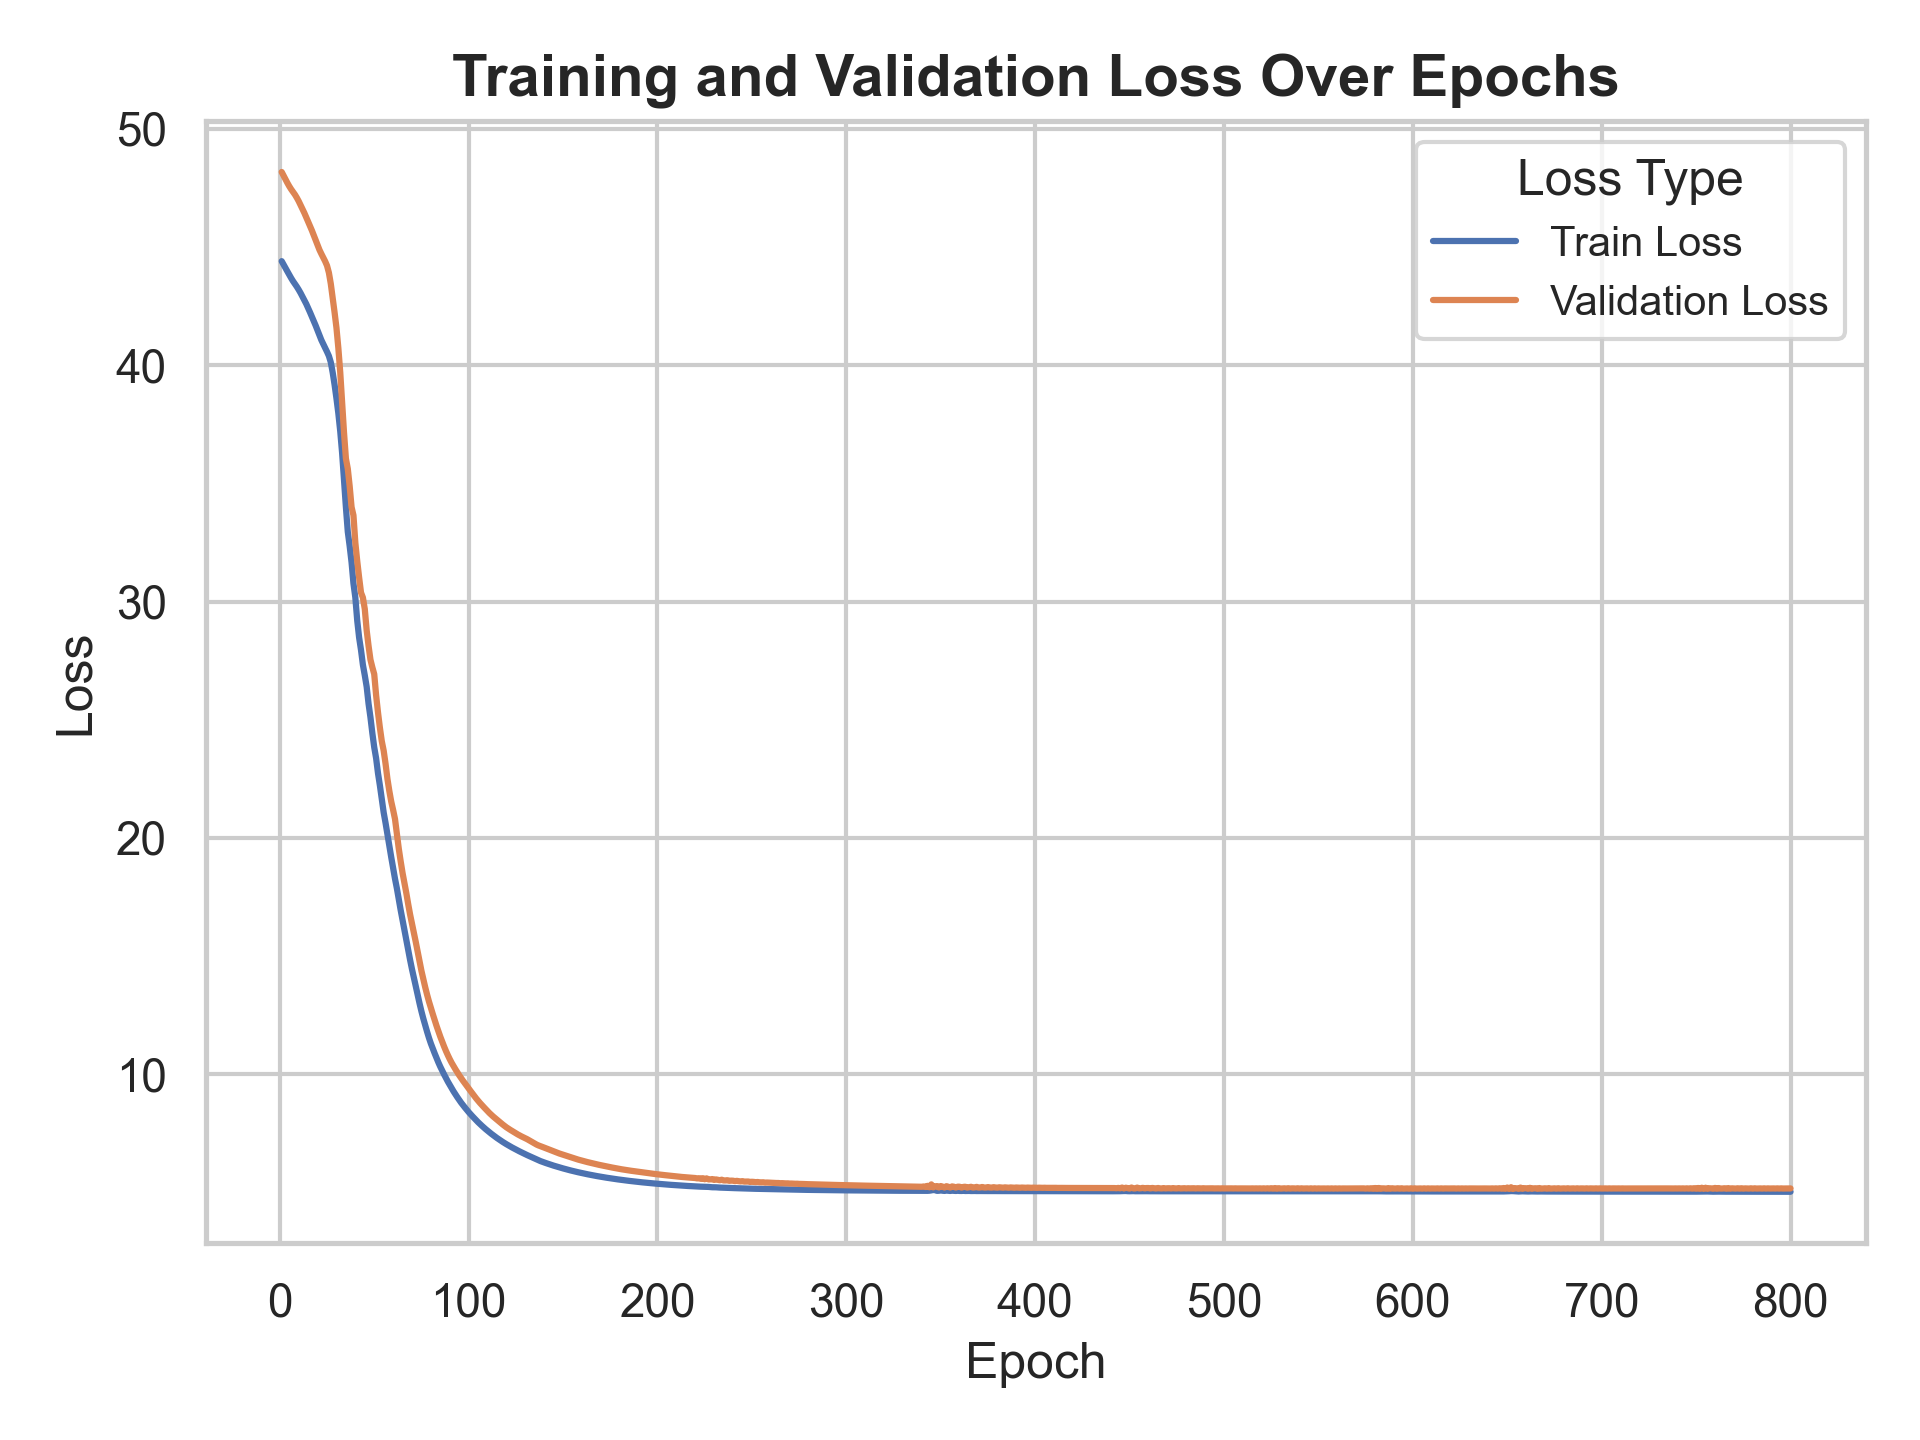 Training and Validation Loss Over Epochs
50
40
30
20
10
Loss
Loss Type
Train Loss
Validation Loss
0 100 200 300 400 500 600 700 800
Epoch